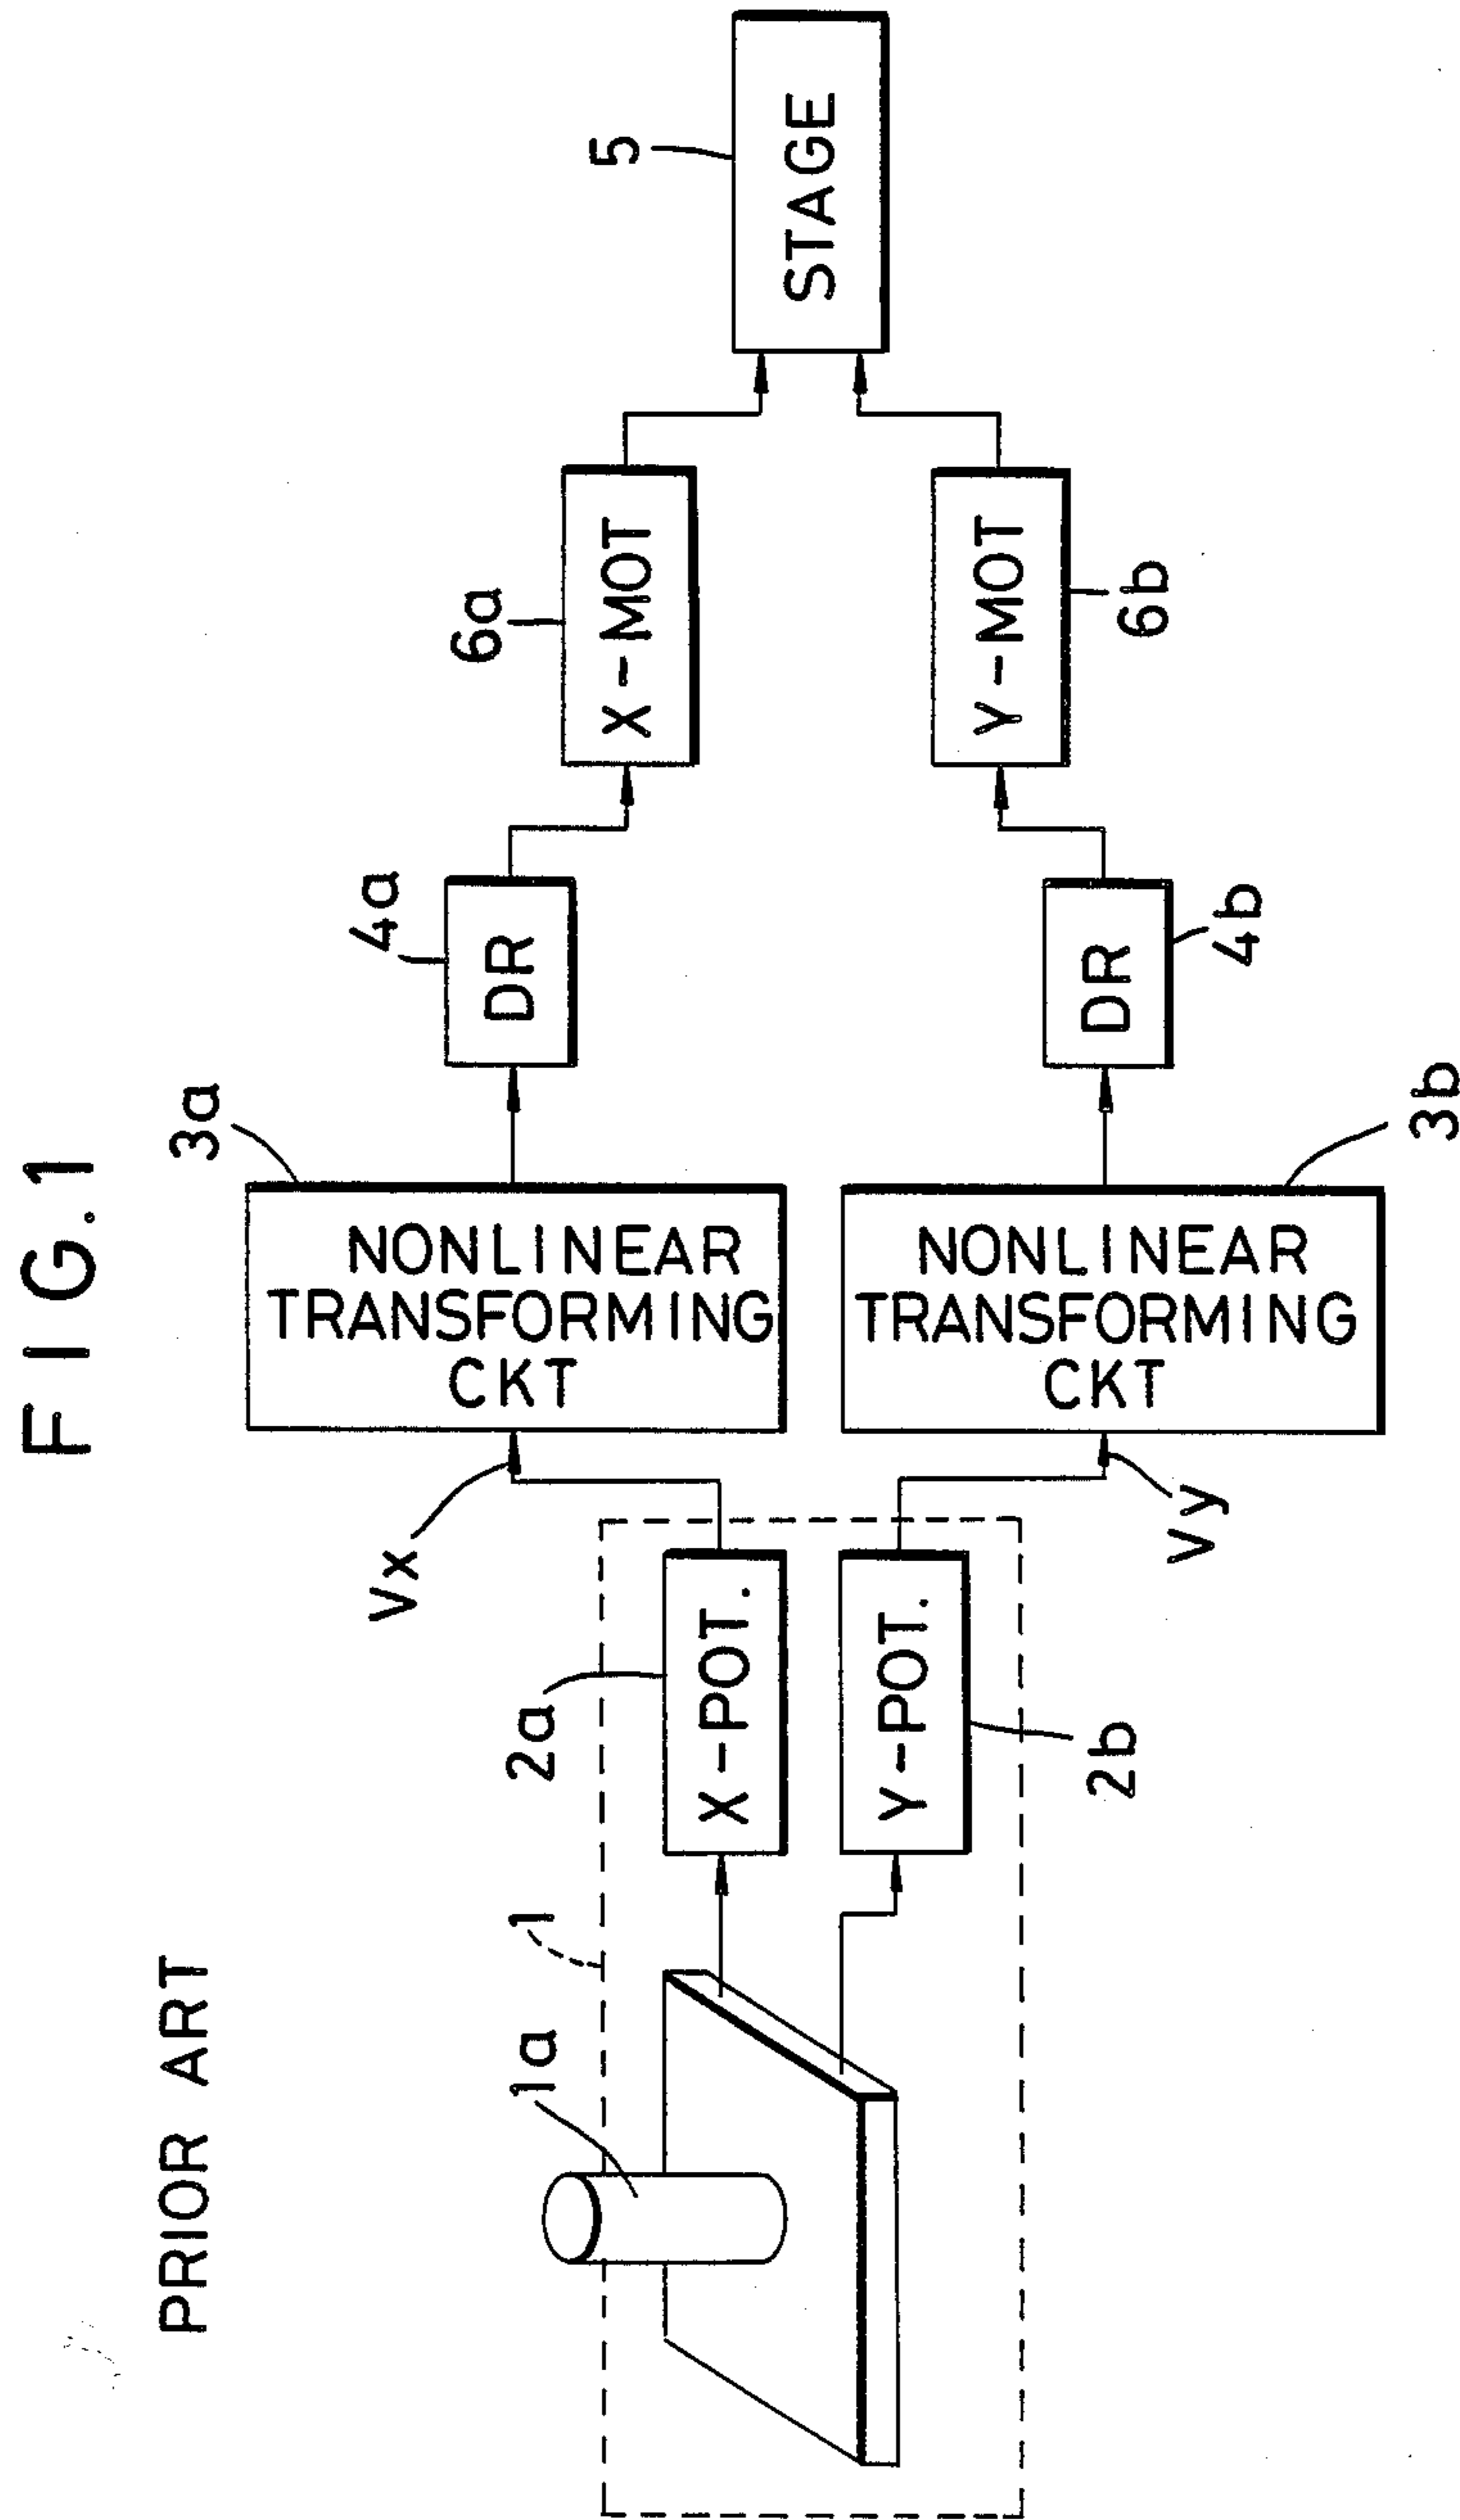 FIG.1
PRIOR ART
1a
1
2a
X-POT.
Y-POT.
2b
Vx
Vy
3a
NONLINEAR
TRANSFORMING
CKT
NONLINEAR
TRANSFORMING
CKT
3b
4a
DR
DR
4b
6a
X-MOT
Y-MOT
6b
5
STAGE